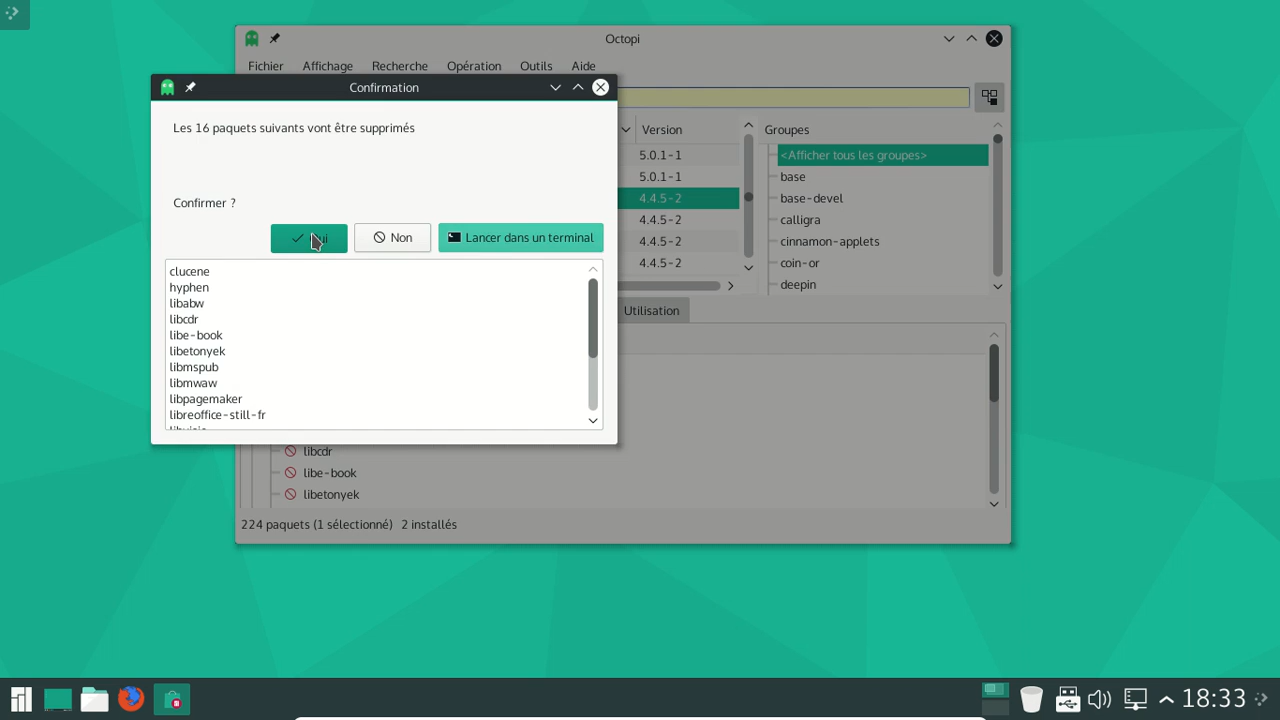 Octopi
Fichier Affichage Recherche Opération Outils Aide
Confirmation
Les 16 paquets suivants vont être supprimés
Confirmer ?
Non
Lancer dans un terminal
clucene
hyphen
libabw
libcdr
libe-book
libetonyek
libmspub
libmwaw
libpagemaker
libreoffice-still-fr
Version
5.0.1-1
5.0.1-1
4.4.5-2
4.4.5-2
4.4.5-2
4.4.5-2
Groupes
<Afficher tous les groupes>
base
base-devel
calligra
cinnamon-applets
coin-or
deepin
Utilisation
libcdr
libe-book
libetonyek
224 paquets (1 sélectionné) 2 installés
18:33